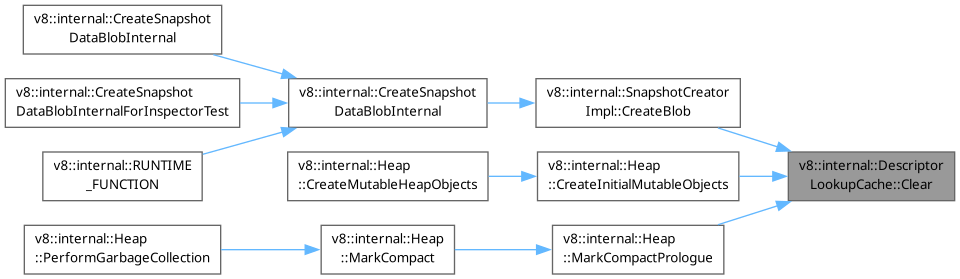 v8::internal::CreateSnapshot
DataBlobInternal
v8::internal::CreateSnapshot
DataBlobInternalForInspectorTest
v8::internal::CreateSnapshot
DataBlobInternal
v8::internal::SnapshotCreator
Impl::CreateBlob
v8::internal::RUNTIME
_FUNCTION
v8::internal::Heap
::CreateMutableHeapObjects
v8::internal::Heap
::CreateInitialMutableObjects
v8::internal::Descriptor
LookupCache::Clear
v8::internal::Heap
::PerformGarbageCollection
v8::internal::Heap
::MarkCompact
v8::internal::Heap
::MarkCompactPrologue